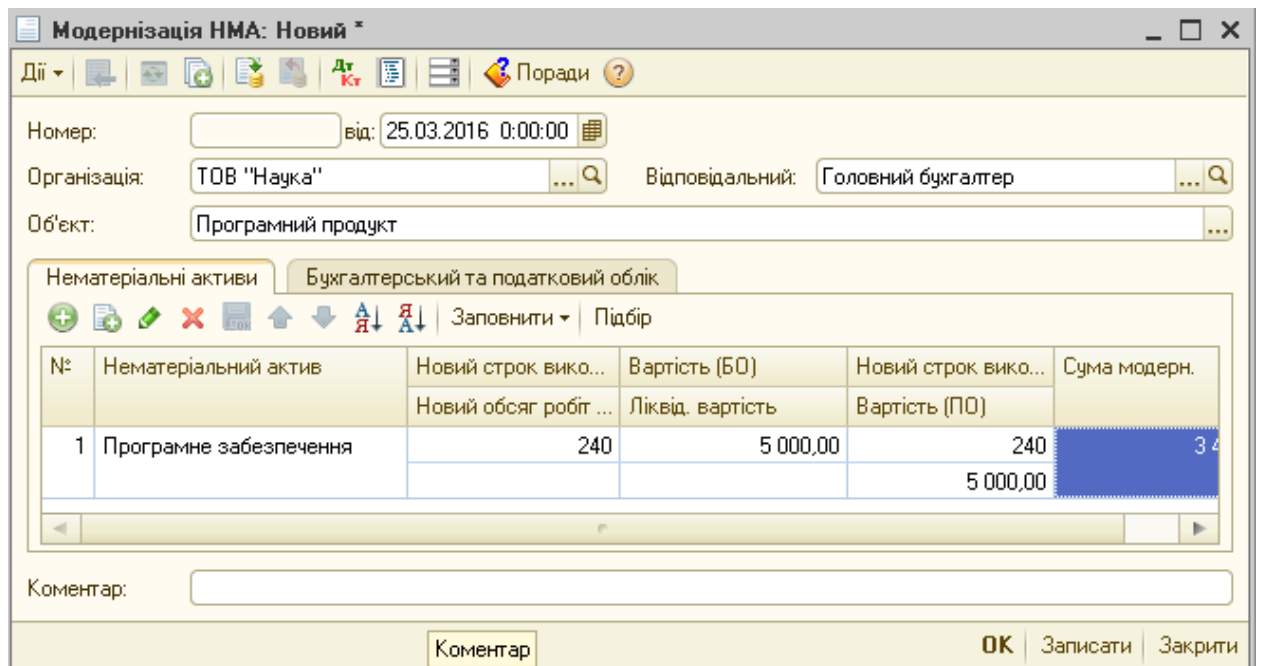 Модернізація НМА: Новий *
Дії Дт Кт Поради ?
Номер: від: 25.03.2016 0:00:00
Організація: ТОВ "Наука" ... Відповідальний: Головний бухгалтер ...
Об'єкт: Програмний продукт ...
Нематеріальні активи Бухгалтерський та податковий облік
Заповнити Підбір
№ Нематеріальний актив Новий строк вико... Вартість (БО) Новий строк вико... Сума модерн.
Новий обсяг робіт ... Ліквід. вартість Вартість (ПО)
1 Програмне забезпечення 240 5 000,00 240 3
5 000,00
Коментар:
Коментар OK Записати Закрити